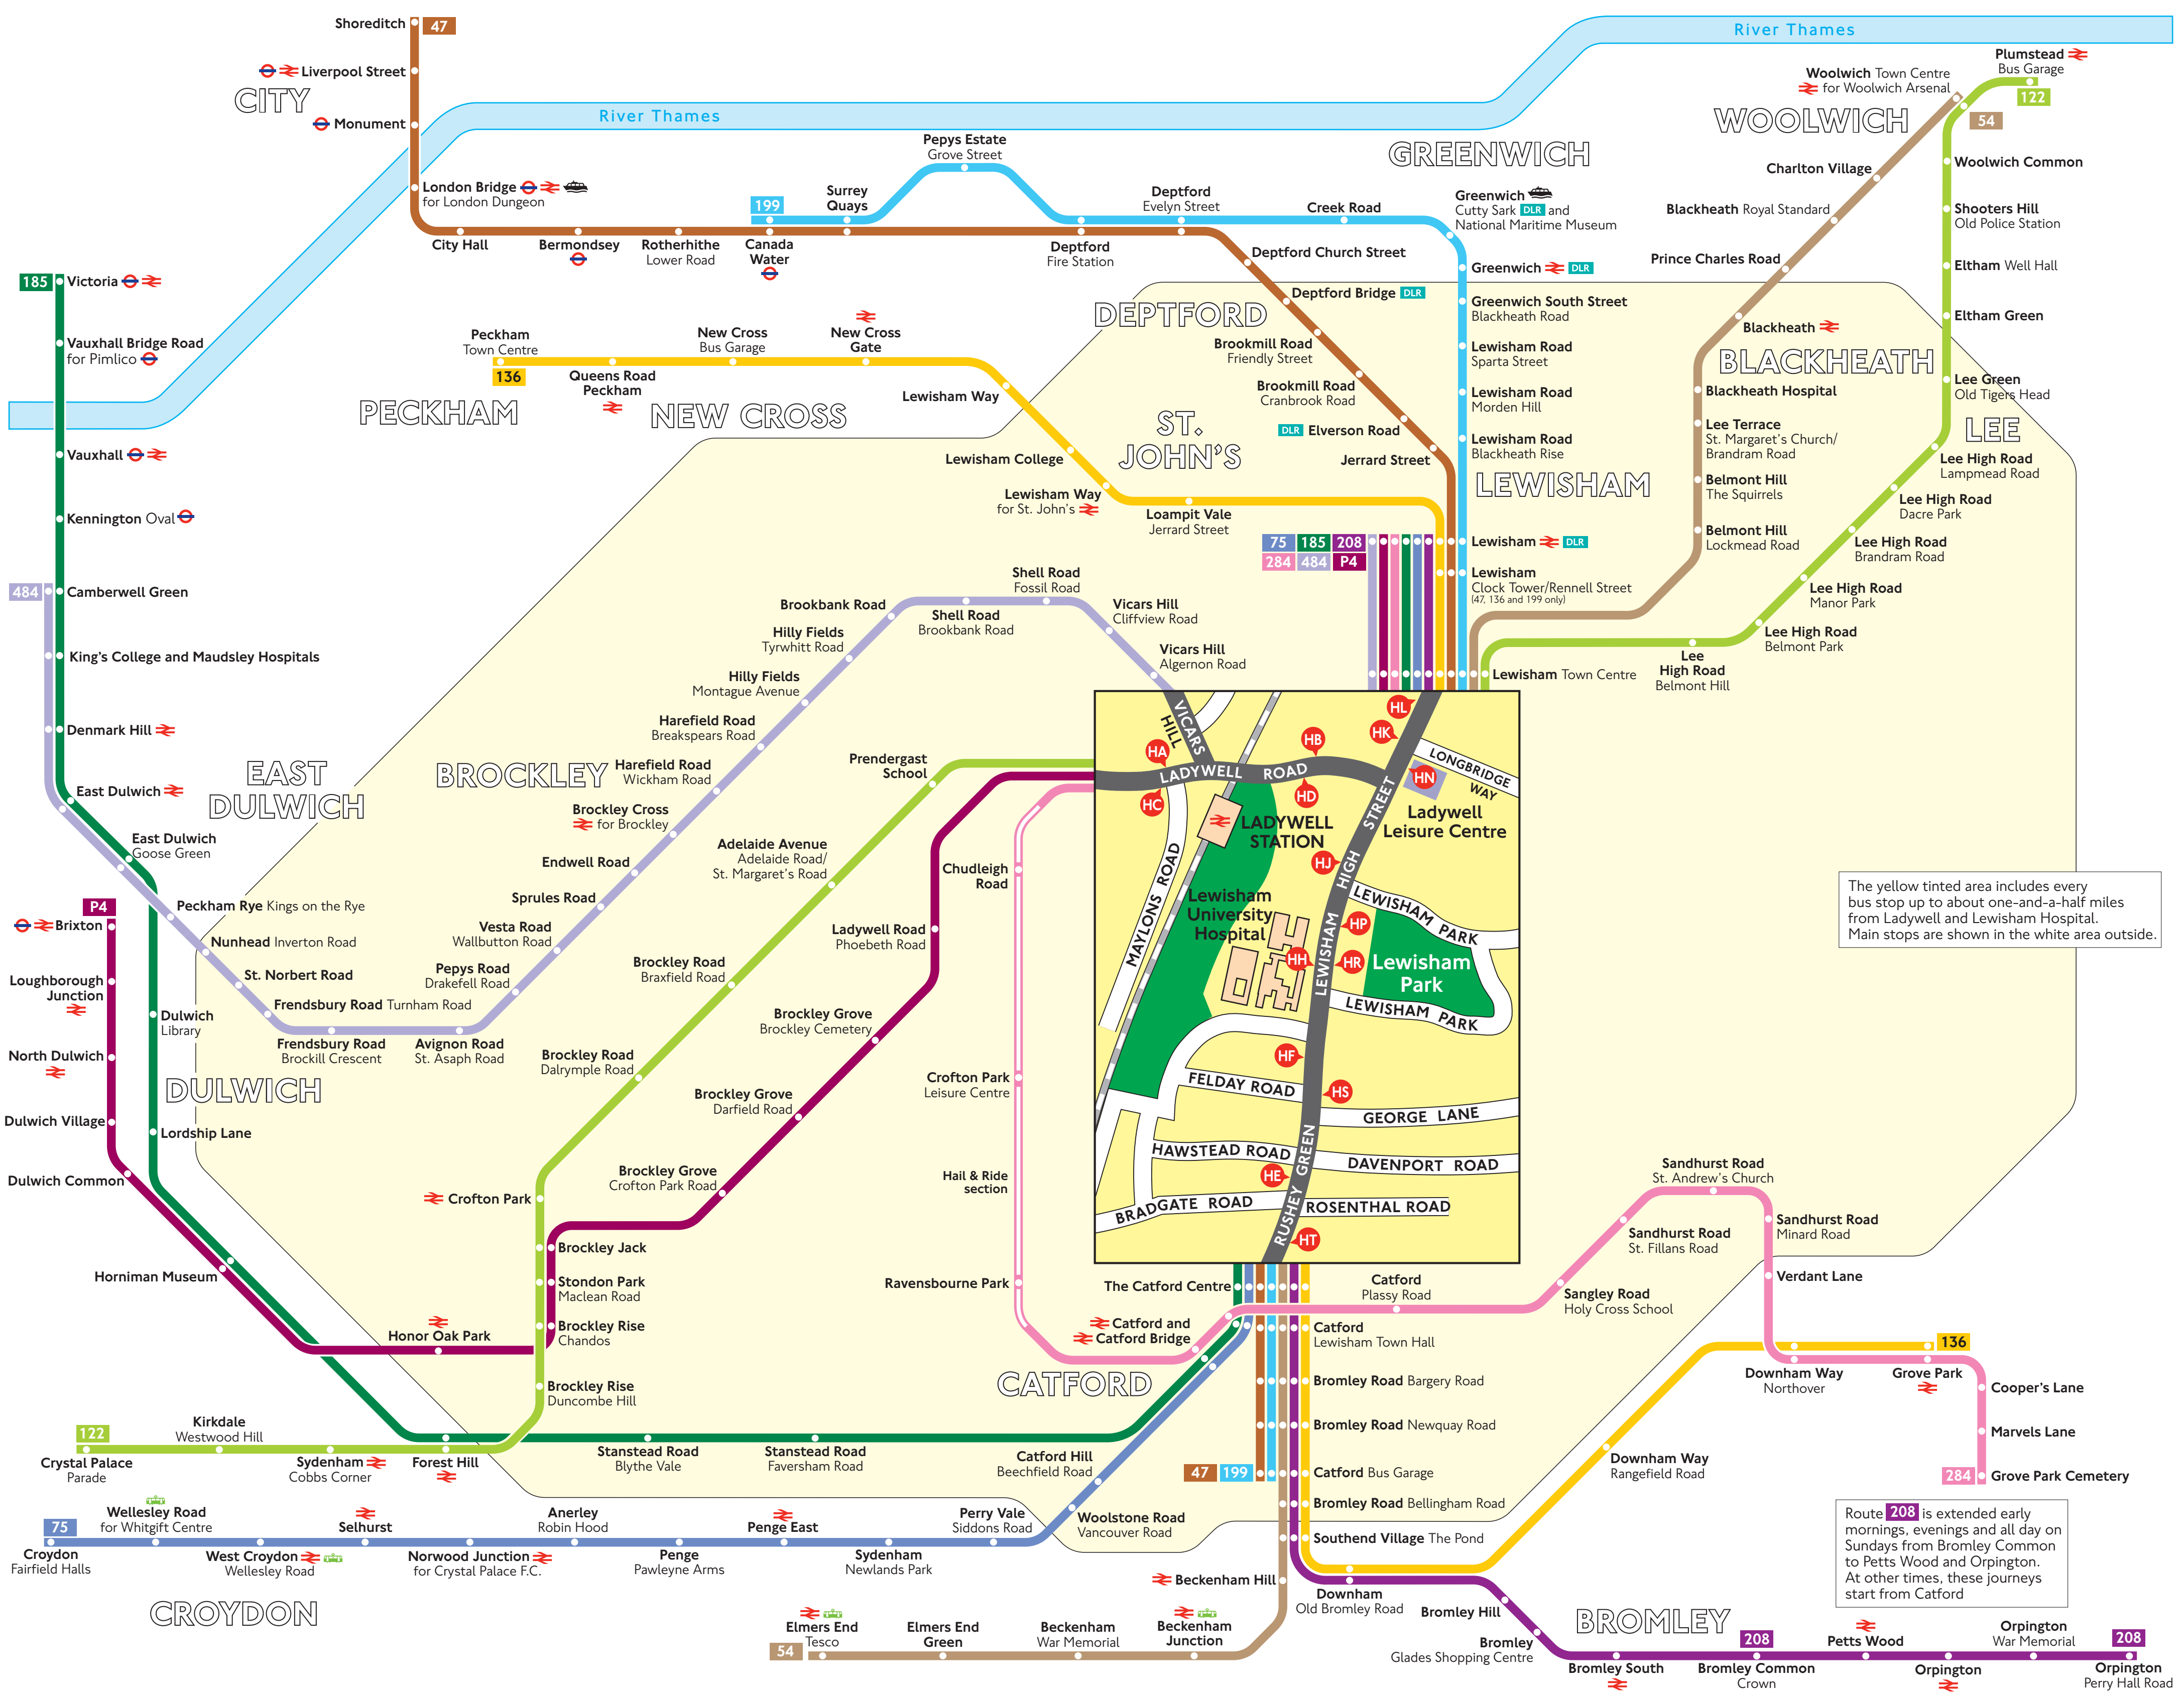 Shoreditch
47
Liverpool Street
CITY
Monument
London Bridge
for London Dungeon
River Thames
River Thames
City Hall
Bermondsey
Rotherhithe
Lower Road
199
Canada
Water
Surrey
Quays
Pepys Estate
Grove Street
Deptford
Fire Station
Deptford
Evelyn Street
Creek Road
GREENWICH
Greenwich
Cutty Sark DLR and
National Maritime Museum
Greenwich DLR
Greenwich South Street
Blackheath Road
Lewisham Road
Sparta Street
Lewisham Road
Morden Hill
Lewisham Road
Blackheath Rise
LEWISHAM
Deptford Church Street
Deptford Bridge DLR
DEPTFORD
Brookmill Road
Friendly Street
Brookmill Road
Cranbrook Road
DLR Elverson Road
Jerrard Street
ST.
JOHN'S
Plumstead
Bus Garage
122
Woolwich Town Centre
for Woolwich Arsenal
54
WOOLWICH
Charlton Village
Blackheath Royal Standard
Prince Charles Road
Blackheath
BLACKHEATH
Blackheath Hospital
Lee Terrace
St. Margaret's Church/
Brandram Road
Belmont Hill
The Squirrels
Belmont Hill
Lockmead Road
Woolwich Common
Shooters Hill
Old Police Station
Eltham Well Hall
Eltham Green
Lee Green
Old Tigers Head
LEE
Lee High Road
Lampmead Road
Lee High Road
Dacre Park
Lee High Road
Brandram Road
Lee High Road
Manor Park
Lee High Road
Belmont Park
Lee
High Road
Belmont Hill
185
Victoria
Vauxhall Bridge Road
for Pimlico
Vauxhall
Kennington Oval
484
Camberwell Green
King's College and Maudsley Hospitals
Denmark Hill
East Dulwich
EAST
DULWICH
East Dulwich
Goose Green
Peckham
Town Centre
136
Queens Road
Peckham
New Cross
Bus Garage
New Cross
Gate
PECKHAM
NEW CROSS
Lewisham Way
Lewisham College
Lewisham Way
for St. John's
Loampit Vale
Jerrard Street
75
185
208
284
484
P4
Lewisham DLR
Lewisham
Clock Tower/Rennell Street
(47, 136 and 199 only)
Lewisham Town Centre
Shell Road
Fossil Road
Brookbank Road
Shell Road
Brookbank Road
Vicars Hill
Cliffview Road
Vicars Hill
Algernon Road
Hilly Fields
Tyrwhitt Road
Hilly Fields
Montague Avenue
Harefield Road
Breakspears Road
Harefield Road
Wickham Road
BROCKLEY
Brockley Cross
for Brockley
Endwell Road
Sprules Road
Vesta Road
Wallbutton Road
Pepys Road
Drakefell Road
Avignon Road
St. Asaph Road
Frendsbury Road
Brockill Crescent
Frendsbury Road Turnham Road
St. Norbert Road
Nunhead Inverton Road
Peckham Rye Kings on the Rye
P4
Brixton
Loughborough
Junction
North Dulwich
Dulwich Village
Dulwich Common
Dulwich
Library
DULWICH
Lordship Lane
Horniman Museum
Honor Oak Park
Prendergast
School
Adelaide Avenue
Adelaide Road/
St. Margaret's Road
Brockley Road
Braxfield Road
Brockley Road
Dalrymple Road
Crofton Park
Ladywell Road
Phoebeth Road
Brockley Grove
Brockley Cemetery
Brockley Grove
Darfield Road
Brockley Grove
Crofton Park Road
Brockley Jack
Stondon Park
Maclean Road
Brockley Rise
Chandos
Brockley Rise
Duncombe Hill
Chudleigh
Road
Crofton Park
Leisure Centre
Hail & Ride
section
Ravensbourne Park
Catford and
Catford Bridge
CATFORD
VICARS
HILL
LADYWELL ROAD
HA
HB
HC
HD
HL
HK
HN
HJ
HP
HH
HR
HF
HS
HE
HT
LONGBRIDGE
WAY
Ladywell
Leisure Centre
LADYWELL
STATION
MAYLONS ROAD
LEWISHAM HIGH STREET
Lewisham
University
Hospital
LEWISHAM PARK
Lewisham
Park
LEWISHAM PARK
FELDAY ROAD
GEORGE LANE
HAWSTEAD ROAD
DAVENPORT ROAD
BRADGATE ROAD
ROSENTHAL ROAD
RUSHEY GREEN
The yellow tinted area includes every
bus stop up to about one-and-a-half miles
from Ladywell and Lewisham Hospital.
Main stops are shown in the white area outside.
The Catford Centre
Catford
Plassy Road
Catford
Lewisham Town Hall
Bromley Road Bargery Road
Bromley Road Newquay Road
47
199
Catford Bus Garage
Bromley Road Bellingham Road
Southend Village The Pond
Sangley Road
Holy Cross School
Sandhurst Road
St. Fillans Road
Sandhurst Road
St. Andrew's Church
Sandhurst Road
Minard Road
Verdant Lane
136
Downham Way
Northover
Grove Park
Cooper's Lane
Marvels Lane
284
Grove Park Cemetery
Downham Way
Rangefield Road
122
Crystal Palace
Parade
Kirkdale
Westwood Hill
Sydenham
Cobbs Corner
Forest Hill
Stanstead Road
Blythe Vale
Stanstead Road
Faversham Road
Catford Hill
Beechfield Road
Woolstone Road
Vancouver Road
75
Croydon
Fairfield Halls
Wellesley Road
for Whitgift Centre
West Croydon
Wellesley Road
Selhurst
Norwood Junction
for Crystal Palace F.C.
Anerley
Robin Hood
Penge
Pawleyne Arms
Penge East
Sydenham
Newlands Park
Perry Vale
Siddons Road
CROYDON
Beckenham Hill
54
Elmers End
Tesco
Elmers End
Green
Beckenham
War Memorial
Beckenham
Junction
Downham
Old Bromley Road
Bromley Hill
Bromley
Glades Shopping Centre
BROMLEY
Bromley South
208
Bromley Common
Crown
Petts Wood
Orpington
Orpington
War Memorial
208
Orpington
Perry Hall Road
Route 208 is extended early
mornings, evenings and all day on
Sundays from Bromley Common
to Petts Wood and Orpington.
At other times, these journeys
start from Catford